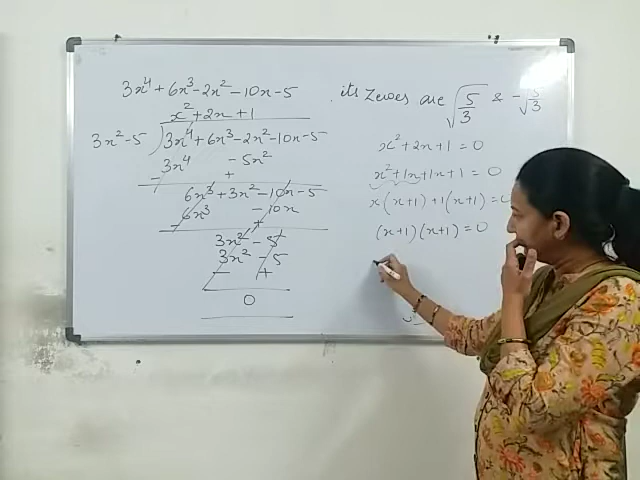 3x⁴ + 6x³ - 2x² - 10x - 5
, its zeroes are √5/3 & -√5/3
x² + 2x + 1
3x² - 5 ) 3x⁴ + 6x³ - 2x² - 10x - 5
3x⁴ - 5x²
- +
6x³ + 3x² - 10x - 5
6x³ - 10x
- +
3x² - 5
3x² - 5
- +
0
x² + 2x + 1 = 0
x² + 1x + 1x + 1 = 0
x(x+1) + 1(x+1) = 0
(x+1)(x+1) = 0